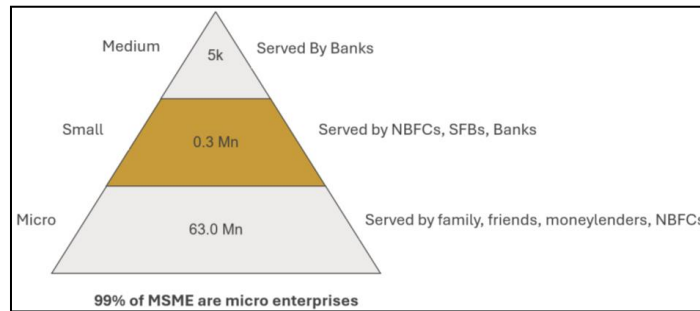 Medium
5k
Served By Banks
Small
0.3 Mn
Served by NBFCs, SFBs, Banks
Micro
63.0 Mn
Served by family, friends, moneylenders, NBFCs
99% of MSME are micro enterprises